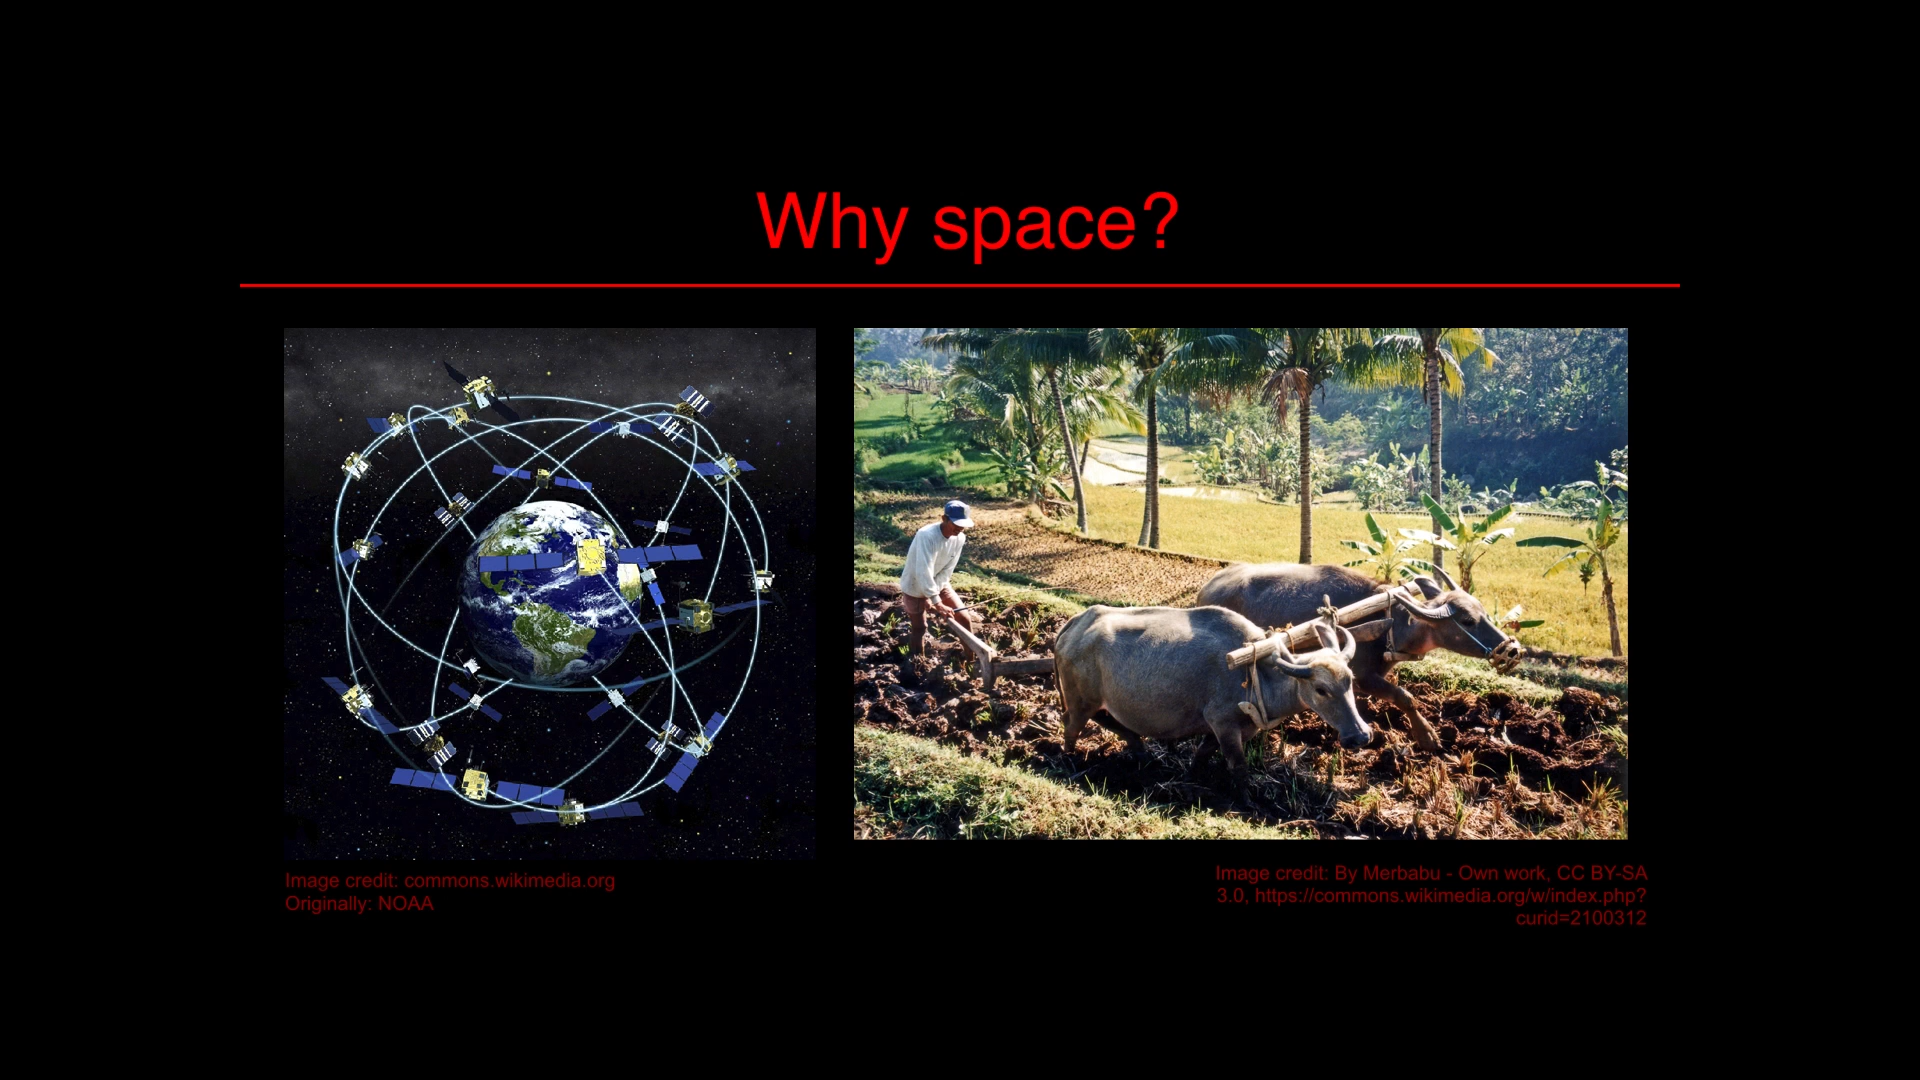 Why space?
Image credit: commons.wikimedia.org
Originally: NOAA
Image credit: By Merbabu - Own work, CC BY-SA
3.0, https://commons.wikimedia.org/w/index.php?
curid=2100312